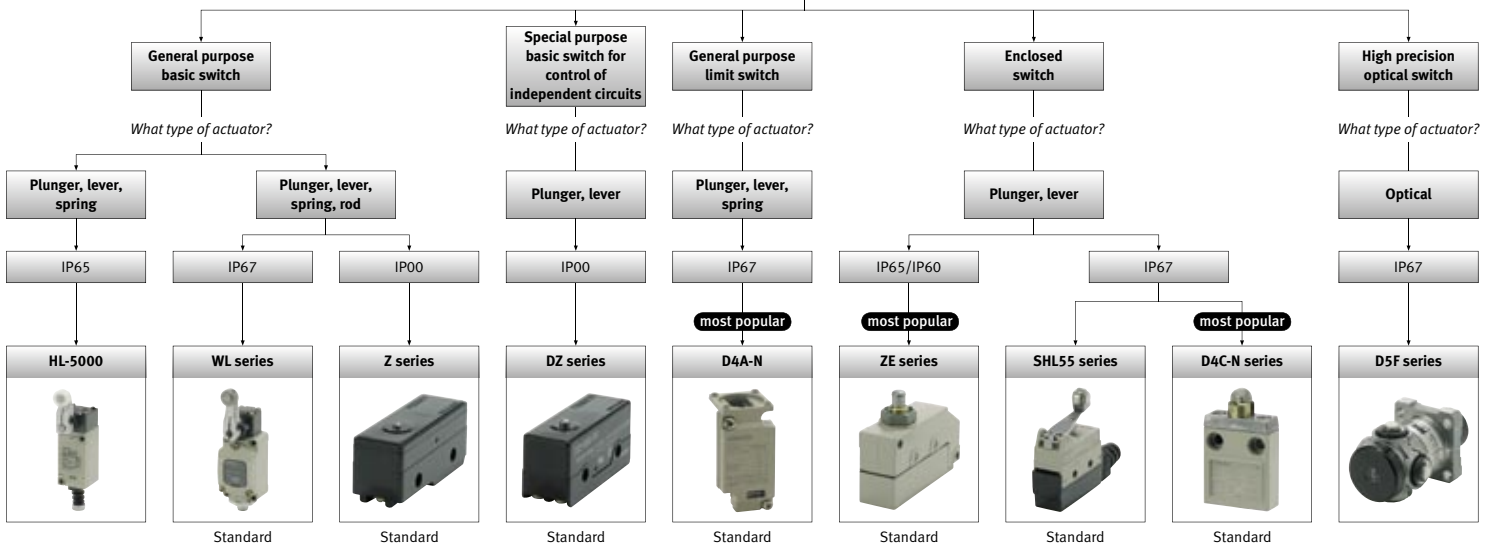 General purpose
basic switch
Special purpose
basic switch for
control of
independent circuits
General purpose
limit switch
Enclosed
switch
High precision
optical switch
What type of actuator?
What type of actuator?
What type of actuator?
What type of actuator?
What type of actuator?
Plunger, lever,
spring
Plunger, lever,
spring, rod
Plunger, lever
Plunger, lever,
spring
Plunger, lever
Optical
IP65
IP67
IP00
IP00
IP67
IP65/IP60
IP67
IP67
most popular
most popular
most popular
HL-5000
WL series
Z series
DZ series
D4A-N
ZE series
SHL55 series
D4C-N series
D5F series
Standard
Standard
Standard
Standard
Standard
Standard
Standard